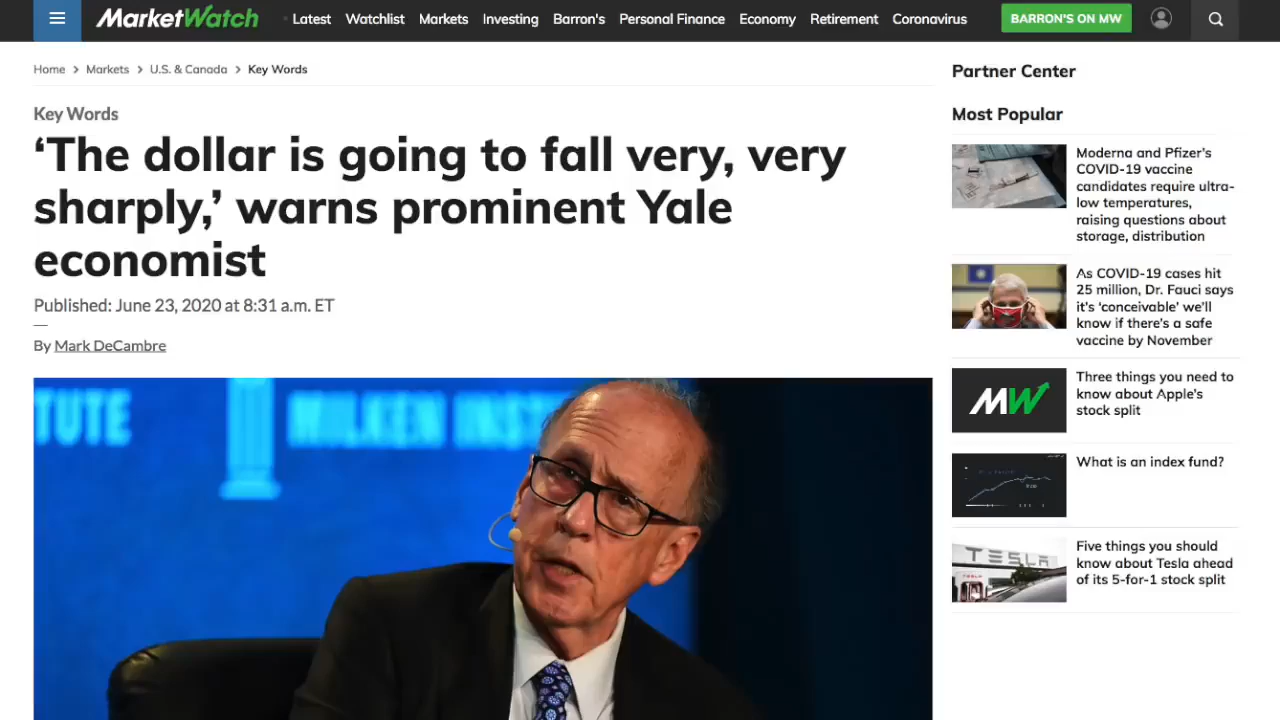 MarketWatch Latest Watchlist Markets Investing Barron's Personal Finance Economy Retirement Coronavirus BARRON'S ON MW
Home > Markets > U.S. & Canada > Key Words
Key Words
‘The dollar is going to fall very, very
sharply,’ warns prominent Yale
economist
Published: June 23, 2020 at 8:31 a.m. ET
By Mark DeCambre
TUTE
MILKEN INST
Partner Center
Most Popular
Moderna and Pfizer's
COVID-19 vaccine
candidates require ultra-
low temperatures,
raising questions about
storage, distribution
As COVID-19 cases hit
25 million, Dr. Fauci says
it's ‘conceivable’ we'll
know if there's a safe
vaccine by November
MW
Three things you need to
know about Apple's
stock split
What is an index fund?
TESLA
TESLA
Five things you should
know about Tesla ahead
of its 5-for-1 stock split